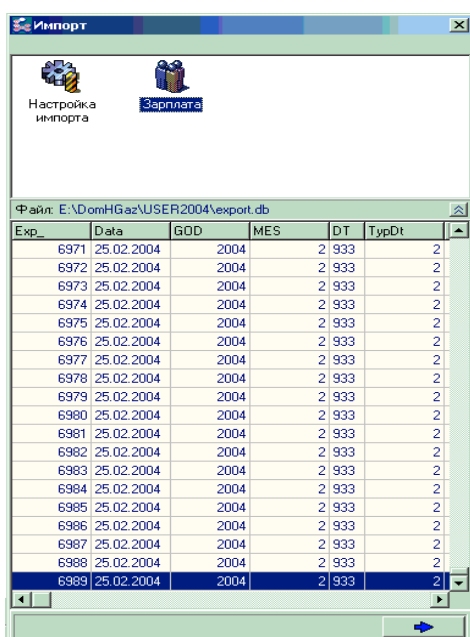 Импорт
Настройка импорта
Зарплата
Файл: E:\DomHGaz\USER2004\export.db
Exp_ Data GOD MES DT TypDt
6971 25.02.2004 2004 2 933 2
6972 25.02.2004 2004 2 933 2
6973 25.02.2004 2004 2 933 2
6974 25.02.2004 2004 2 933 2
6975 25.02.2004 2004 2 933 2
6976 25.02.2004 2004 2 933 2
6977 25.02.2004 2004 2 933 2
6978 25.02.2004 2004 2 933 2
6979 25.02.2004 2004 2 933 2
6980 25.02.2004 2004 2 933 2
6981 25.02.2004 2004 2 933 2
6982 25.02.2004 2004 2 933 2
6983 25.02.2004 2004 2 933 2
6984 25.02.2004 2004 2 933 2
6985 25.02.2004 2004 2 933 2
6986 25.02.2004 2004 2 933 2
6987 25.02.2004 2004 2 933 2
6988 25.02.2004 2004 2 933 2
6989 25.02.2004 2004 2 933 2